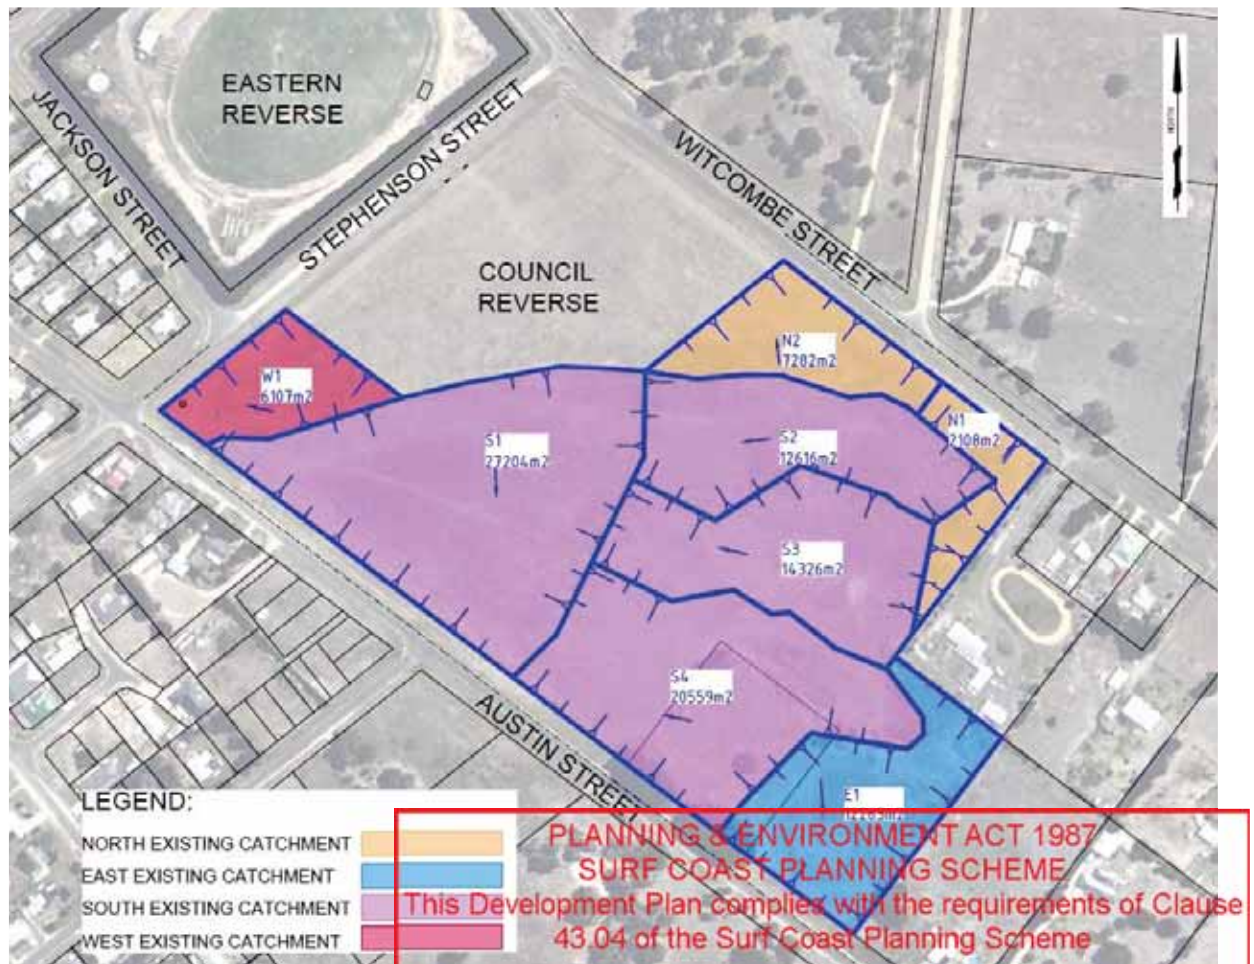 EASTERN
REVERSE
JACKSON STREET
STEPHENSON STREET
WITCOMBE STREET
NORTH
COUNCIL
REVERSE
N2
7282m2
W1
6107m2
N1
2108m2
S1
27204m2
S2
12616m2
S3
14326m2
S4
20559m2
AUSTIN STREET
E1
LEGEND:
NORTH EXISTING CATCHMENT
EAST EXISTING CATCHMENT
SOUTH EXISTING CATCHMENT
WEST EXISTING CATCHMENT
PLANNING & ENVIRONMENT ACT 1987
SURF COAST PLANNING SCHEME
This Development Plan complies with the requirements of Clause
43.04 of the Surf Coast Planning Scheme